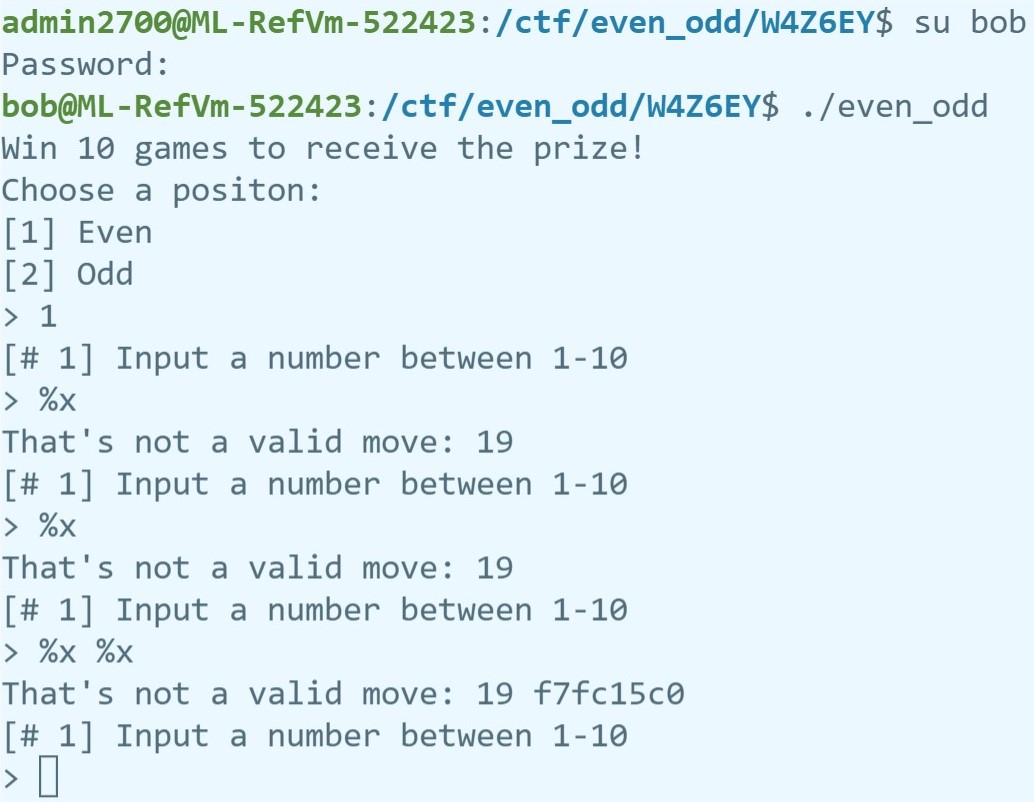 admin2700@ML-RefVm-522423:/ctf/even_odd/W4Z6EY$ su bob
Password:
bob@ML-RefVm-522423:/ctf/even_odd/W4Z6EY$ ./even_odd
Win 10 games to receive the prize!
Choose a positon:
[1] Even
[2] Odd
> 1
[# 1] Input a number between 1-10
> %x
That's not a valid move: 19
[# 1] Input a number between 1-10
> %x
That's not a valid move: 19
[# 1] Input a number between 1-10
> %x %x
That's not a valid move: 19 f7fc15c0
[# 1] Input a number between 1-10
>